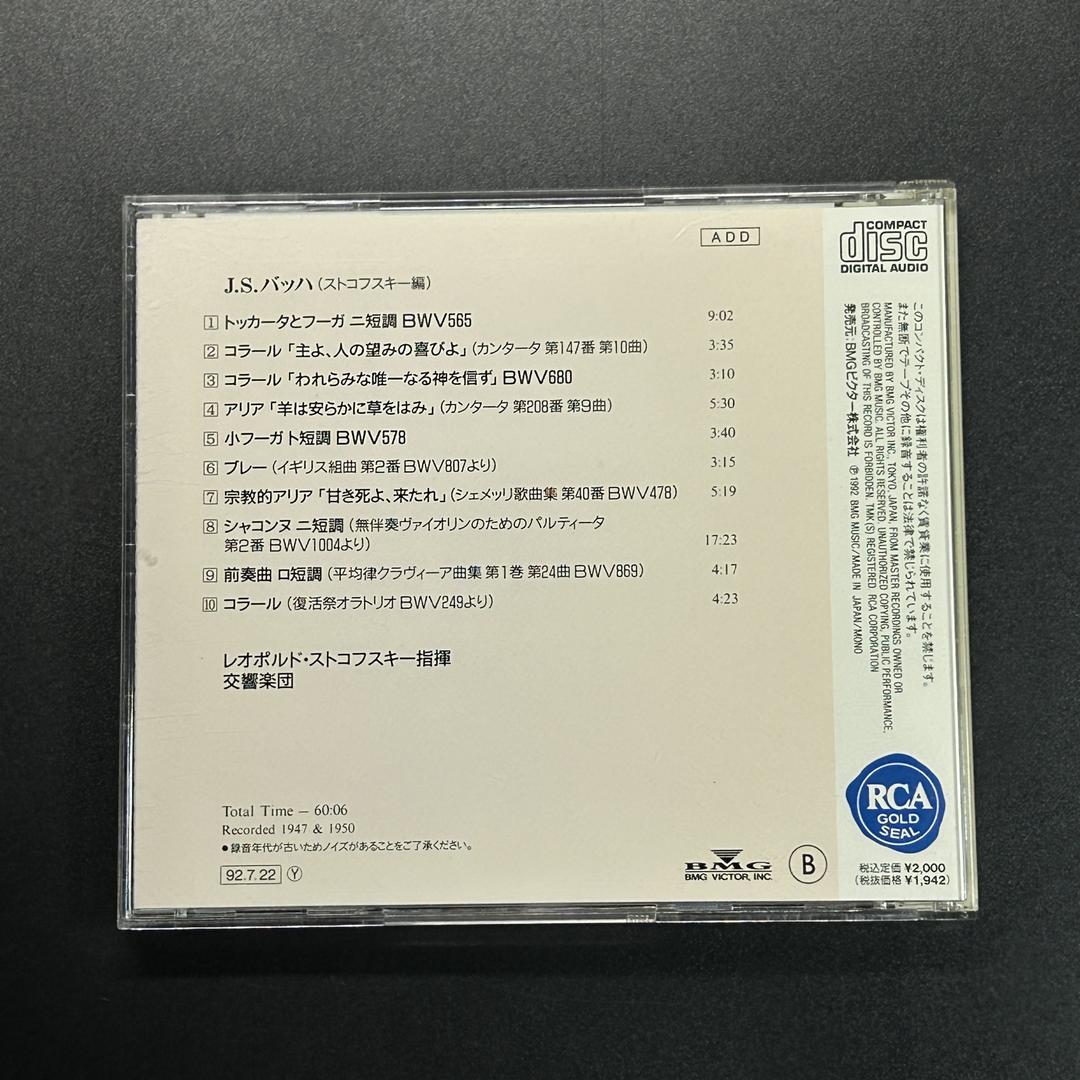 ADD
J.S.バッハ(ストコフスキー編)
1 トッカータとフーガ ニ短調 BWV565 9:02
2 コラール「主よ、人の望みの喜びよ」(カンタータ 第147番 第10曲) 3:35
3 コラール「われらみな唯一なる神を信ず」BWV680 3:10
4 アリア「羊は安らかに草をはみ」(カンタータ 第208番 第9曲) 5:30
5 小フーガ ト短調 BWV578 3:40
6 ブレー(イギリス組曲 第2番 BWV807より) 3:15
7 宗教的アリア「甘き死よ、来たれ」(シェメッリ歌曲集 第40番 BWV478) 5:19
8 シャコンヌ ニ短調(無伴奏ヴァイオリンのためのパルティータ
第2番 BWV1004より) 17:23
9 前奏曲 ロ短調(平均律クラヴィーア曲集 第1巻 第24曲 BWV869) 4:17
10 コラール(復活祭オラトリオ BWV249より) 4:23
レオポルド・ストコフスキー指揮
交響楽団
Total Time – 60:06
Recorded 1947 & 1950
●録音年代が古いためノイズがあることをご了承ください。
92.7.22 Y
BMG
BMG VICTOR, INC.
B
COMPACT
disc
DIGITAL AUDIO
このコンパクト・ディスクは権利者の許諾なく賃貸業に使用することを禁じます。
また無断でテープその他に録音することは法律で禁じられています。
MANUFACTURED BY BMG VICTOR INC., TOKYO, JAPAN, FROM MASTER RECORDINGS OWNED OR
CONTROLLED BY BMG MUSIC. ALL RIGHTS RESERVED. UNAUTHORIZED COPYING, PUBLIC PERFORMANCE,
BROADCASTING OF THIS RECORD IS FORBIDDEN. TMK(S) REGISTERED RCA CORPORATION
発売元:BMGビクター株式会社 ℗1992 BMG MUSIC/MADE IN JAPAN/MONO
RCA
GOLD
SEAL
税込定価 ¥2,000
(税抜価格 ¥1,942)